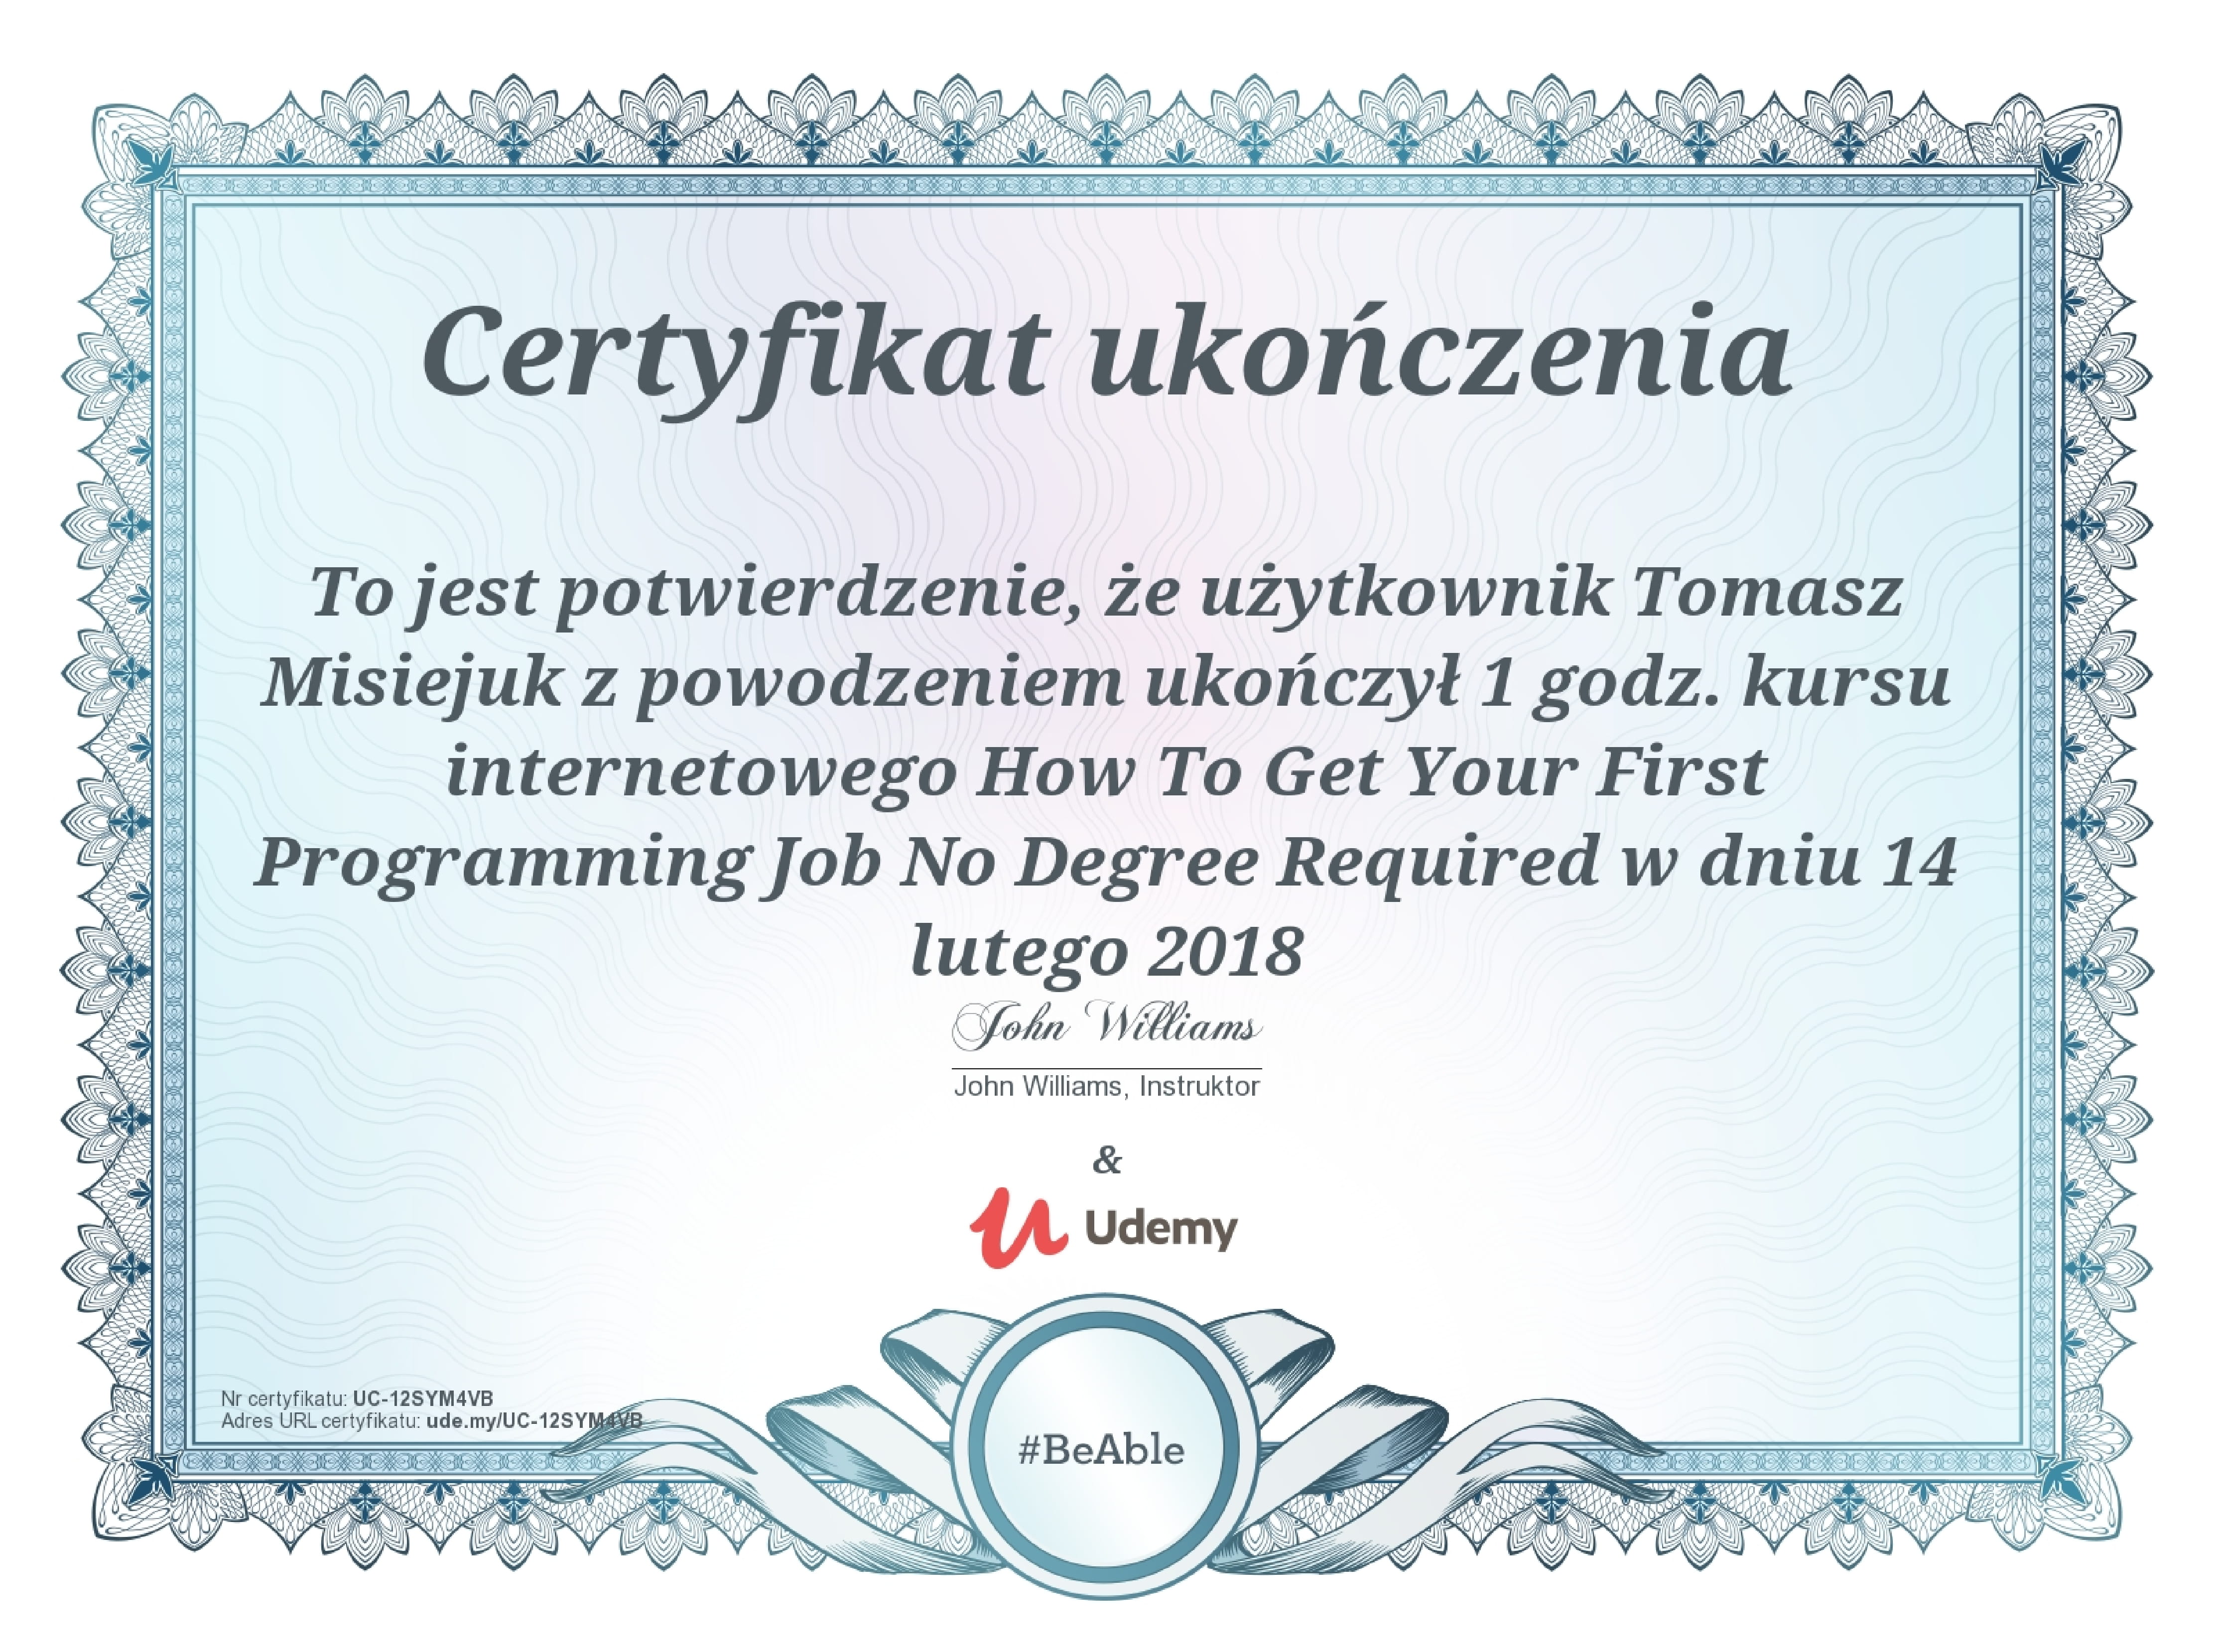 Certyfikat ukończenia
To jest potwierdzenie, że użytkownik Tomasz
Misiejuk z powodzeniem ukończył 1 godz. kursu
internetowego How To Get Your First
Programming Job No Degree Required w dniu 14
lutego 2018
John Williams
John Williams, Instruktor
&
Udemy
Nr certyfikatu: UC-12SYM4VB
Adres URL certyfikatu: ude.my/UC-12SYM4VB
#BeAble